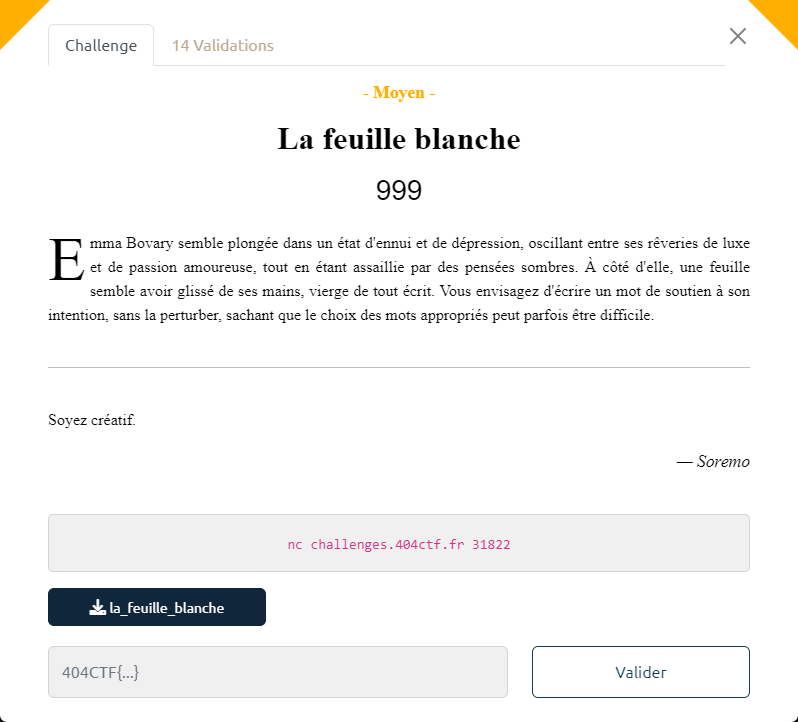 Challenge
14 Validations
- Moyen -
La feuille blanche
999
Emma Bovary semble plongée dans un état d'ennui et de dépression, oscillant entre ses rêveries de luxe
et de passion amoureuse, tout en étant assaillie par des pensées sombres. À côté d'elle, une feuille
semble avoir glissé de ses mains, vierge de tout écrit. Vous envisagez d'écrire un mot de soutien à son
intention, sans la perturber, sachant que le choix des mots appropriés peut parfois être difficile.
Soyez créatif.
— Soremo
nc challenges.404ctf.fr 31822
la_feuille_blanche
404CTF{...}
Valider